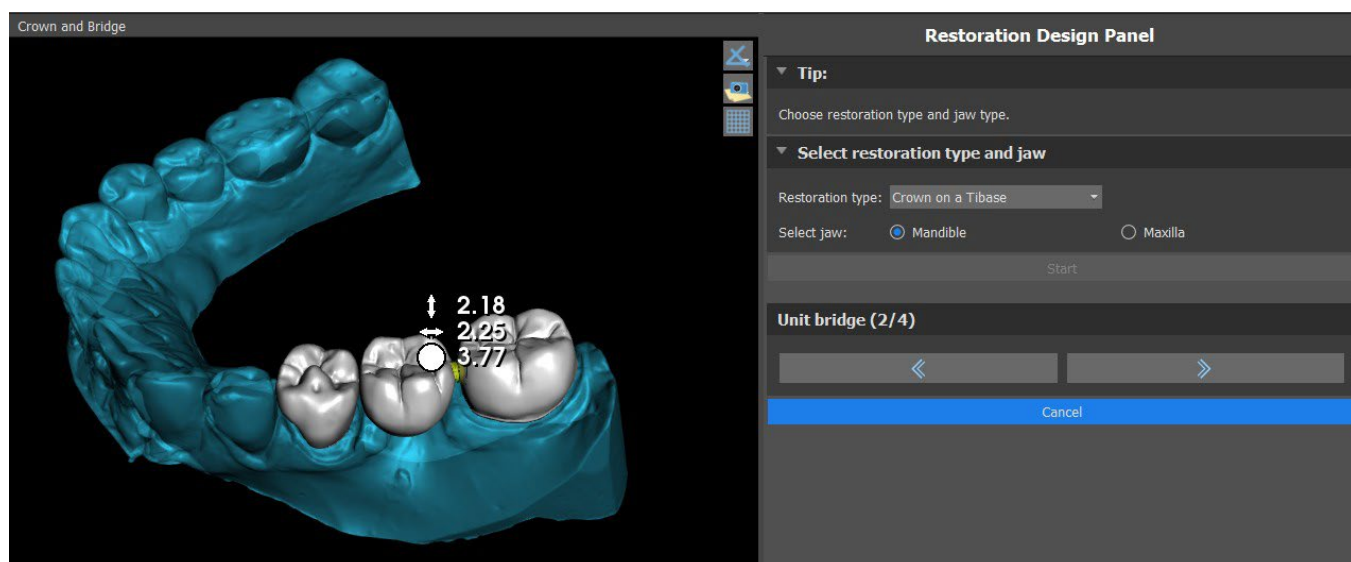 Crown and Bridge
2.18
2.25
3.77
Restoration Design Panel
Tip:
Choose restoration type and jaw type.
Select restoration type and jaw
Restoration type: Crown on a Tibase
Select jaw: Mandible Maxilla
Start
Unit bridge (2/4)
Cancel